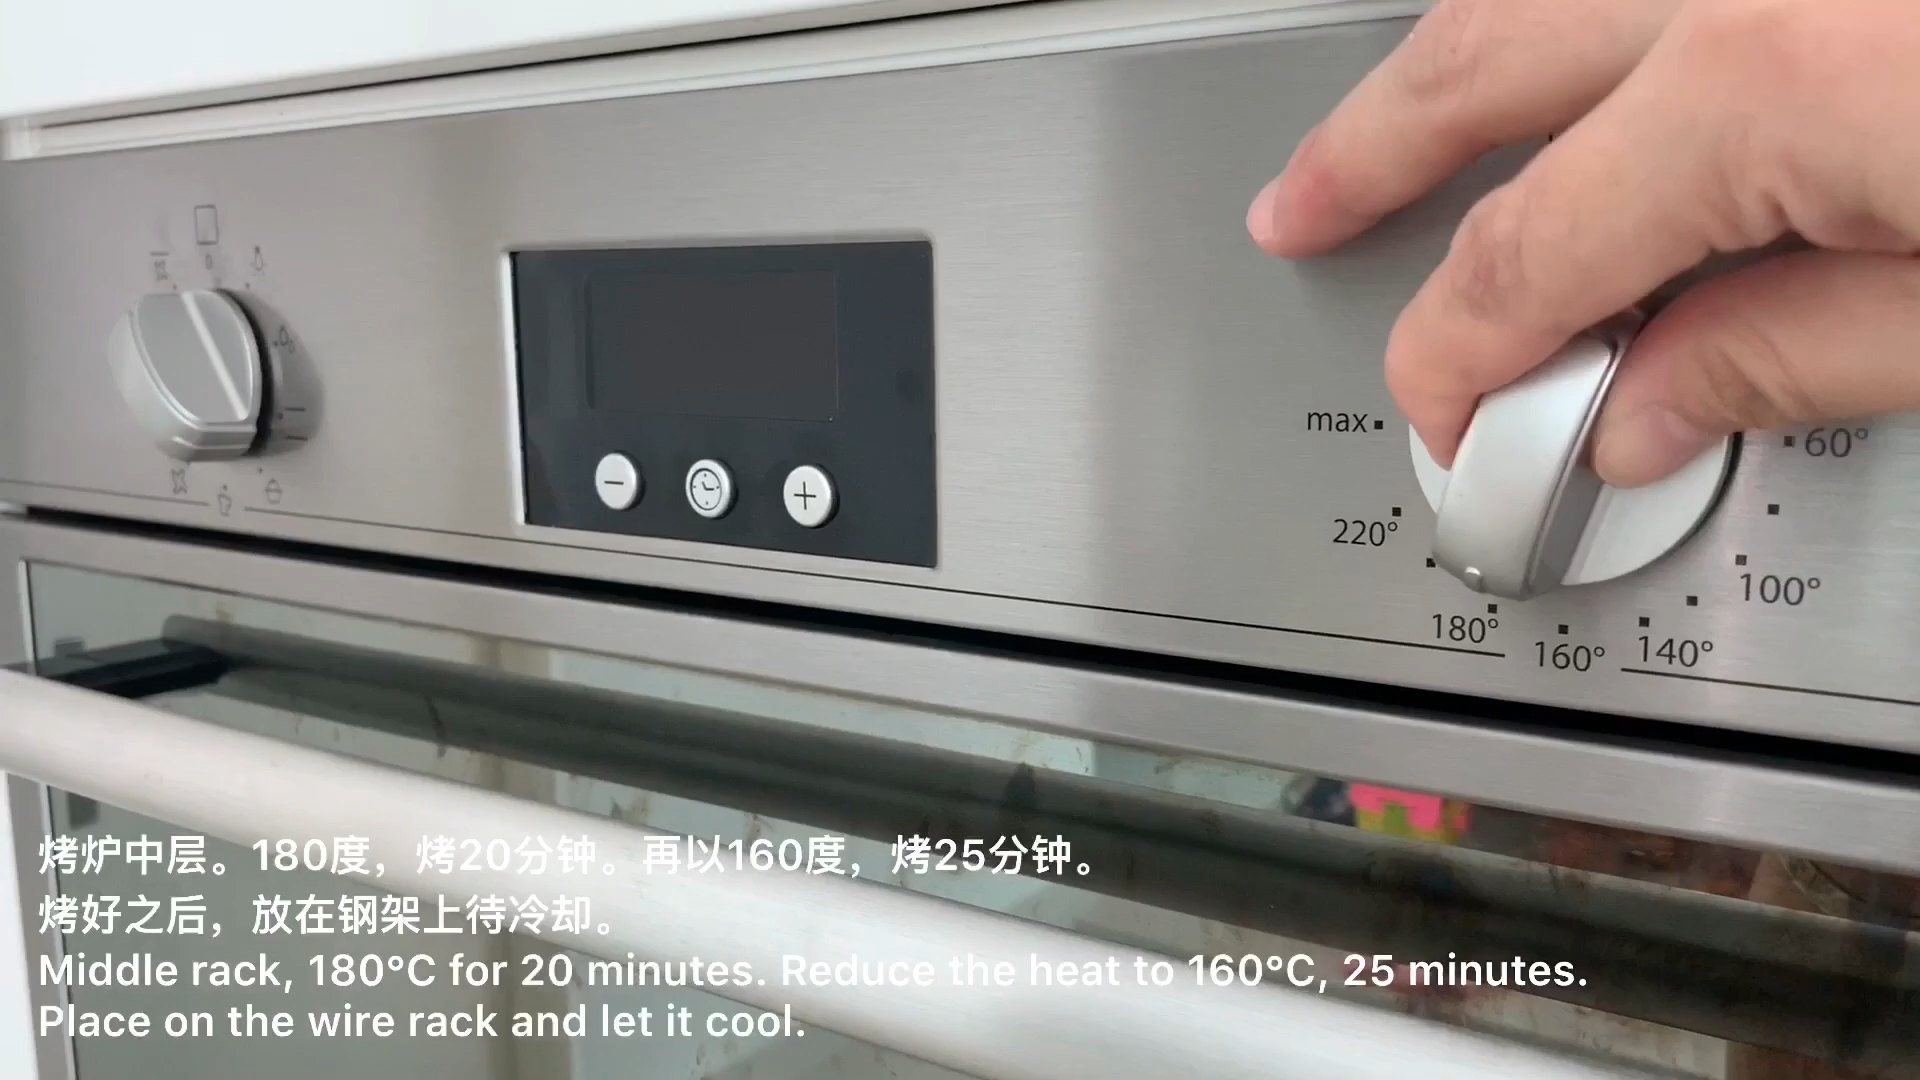 max
60°
220°
100°
180°
160°
140°
烤炉中层。180度，烤20分钟。再以160度，烤25分钟。
烤好之后，放在钢架上待冷却。
Middle rack, 180°C for 20 minutes. Reduce the heat to 160°C, 25 minutes.
Place on the wire rack and let it cool.